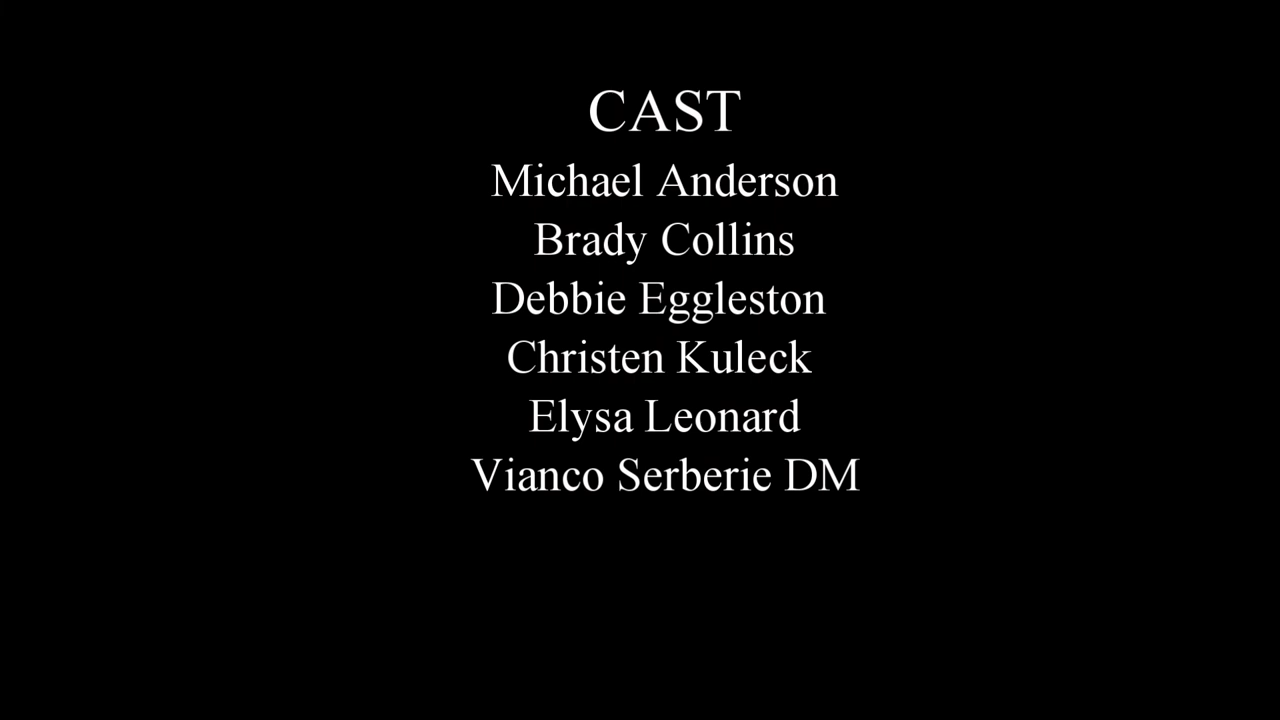 CAST
Michael Anderson
Brady Collins
Debbie Eggleston
Christen Kuleck
Elysa Leonard
Vianco Serberie DM